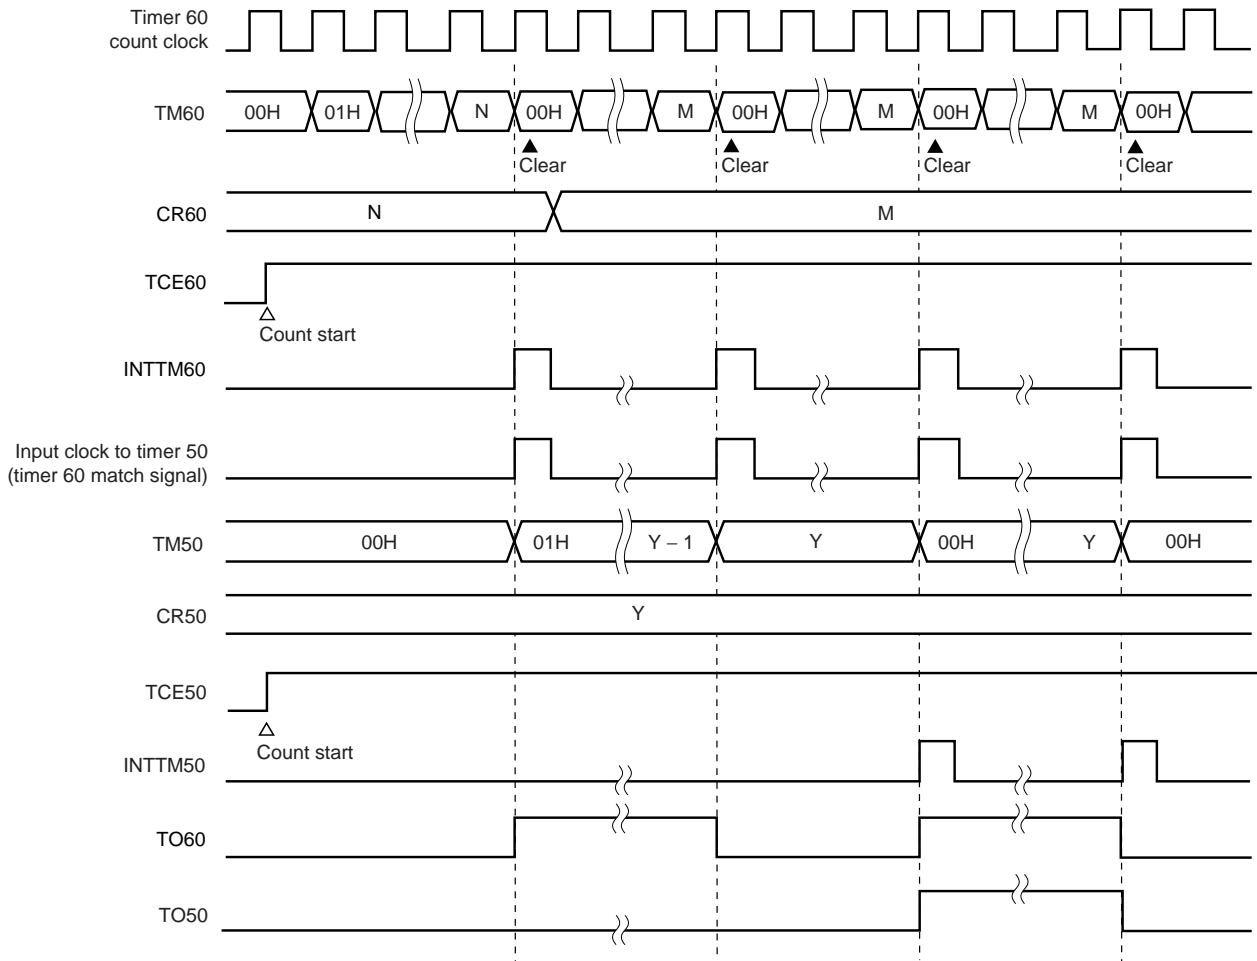 Timer 60
count clock
TM60 00H 01H N 00H M 00H M 00H M 00H
Clear Clear Clear Clear
CR60 N M
TCE60
Count start
INTTM60
Input clock to timer 50
(timer 60 match signal)
TM50 00H 01H Y – 1 Y 00H Y 00H
CR50 Y
TCE50
Count start
INTTM50
TO60
TO50